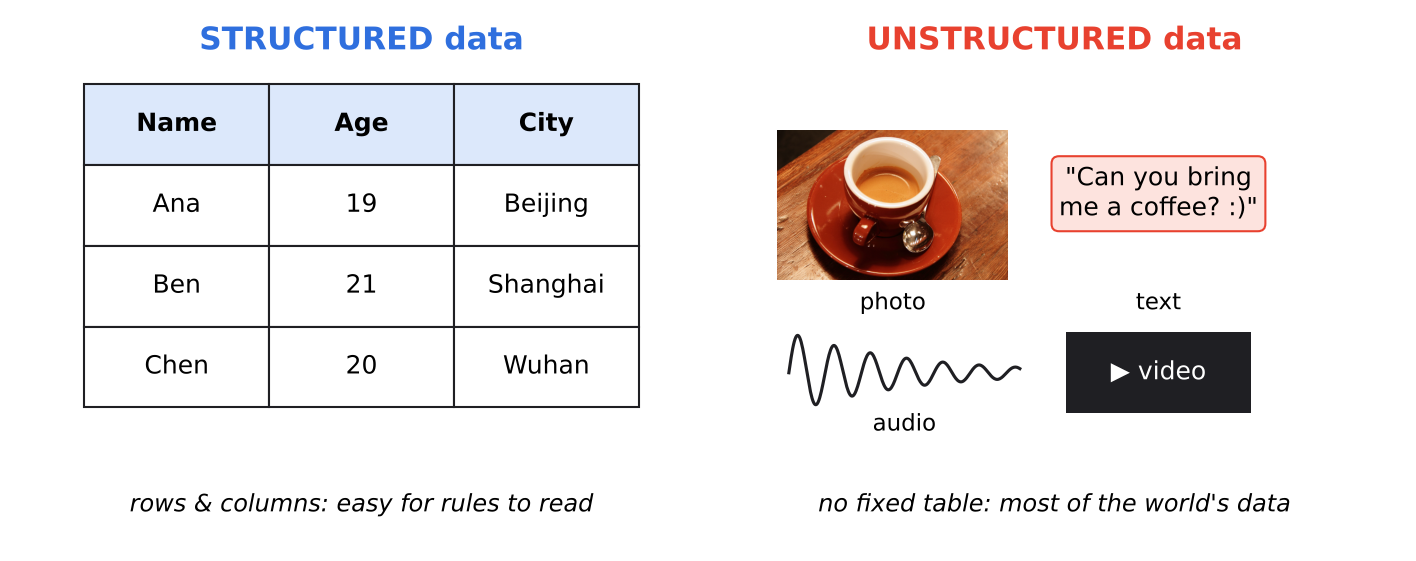 STRUCTURED data
Name Age City
Ana 19 Beijing
Ben 21 Shanghai
Chen 20 Wuhan
rows & columns: easy for rules to read
UNSTRUCTURED data
"Can you bring
me a coffee? :)"
photo
text
▶ video
audio
no fixed table: most of the world's data